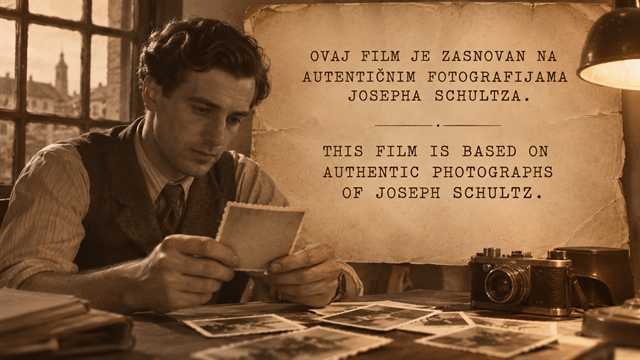 OVAJ FILM JE ZASNOVAN NA
AUTENTIČNIM FOTOGRAFIJAMA
JOSEPHA SCHULTZA.
THIS FILM IS BASED ON
AUTHENTIC PHOTOGRAPHS
OF JOSEPH SCHULTZ.